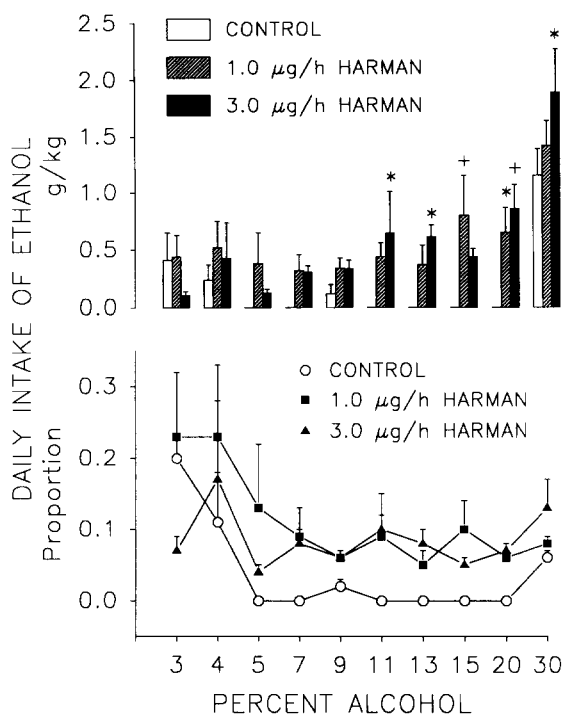 2.5
2.0
1.5
1.0
0.5
0.0
CONTROL
1.0 μg/h HARMAN
3.0 μg/h HARMAN
* * + * + *
DAILY INTAKE OF ETHANOL
g/kg
Proportion
0.3
0.2
0.1
0.0
CONTROL
1.0 μg/h HARMAN
3.0 μg/h HARMAN
3 4 5 7 9 11 13 15 20 30
PERCENT ALCOHOL